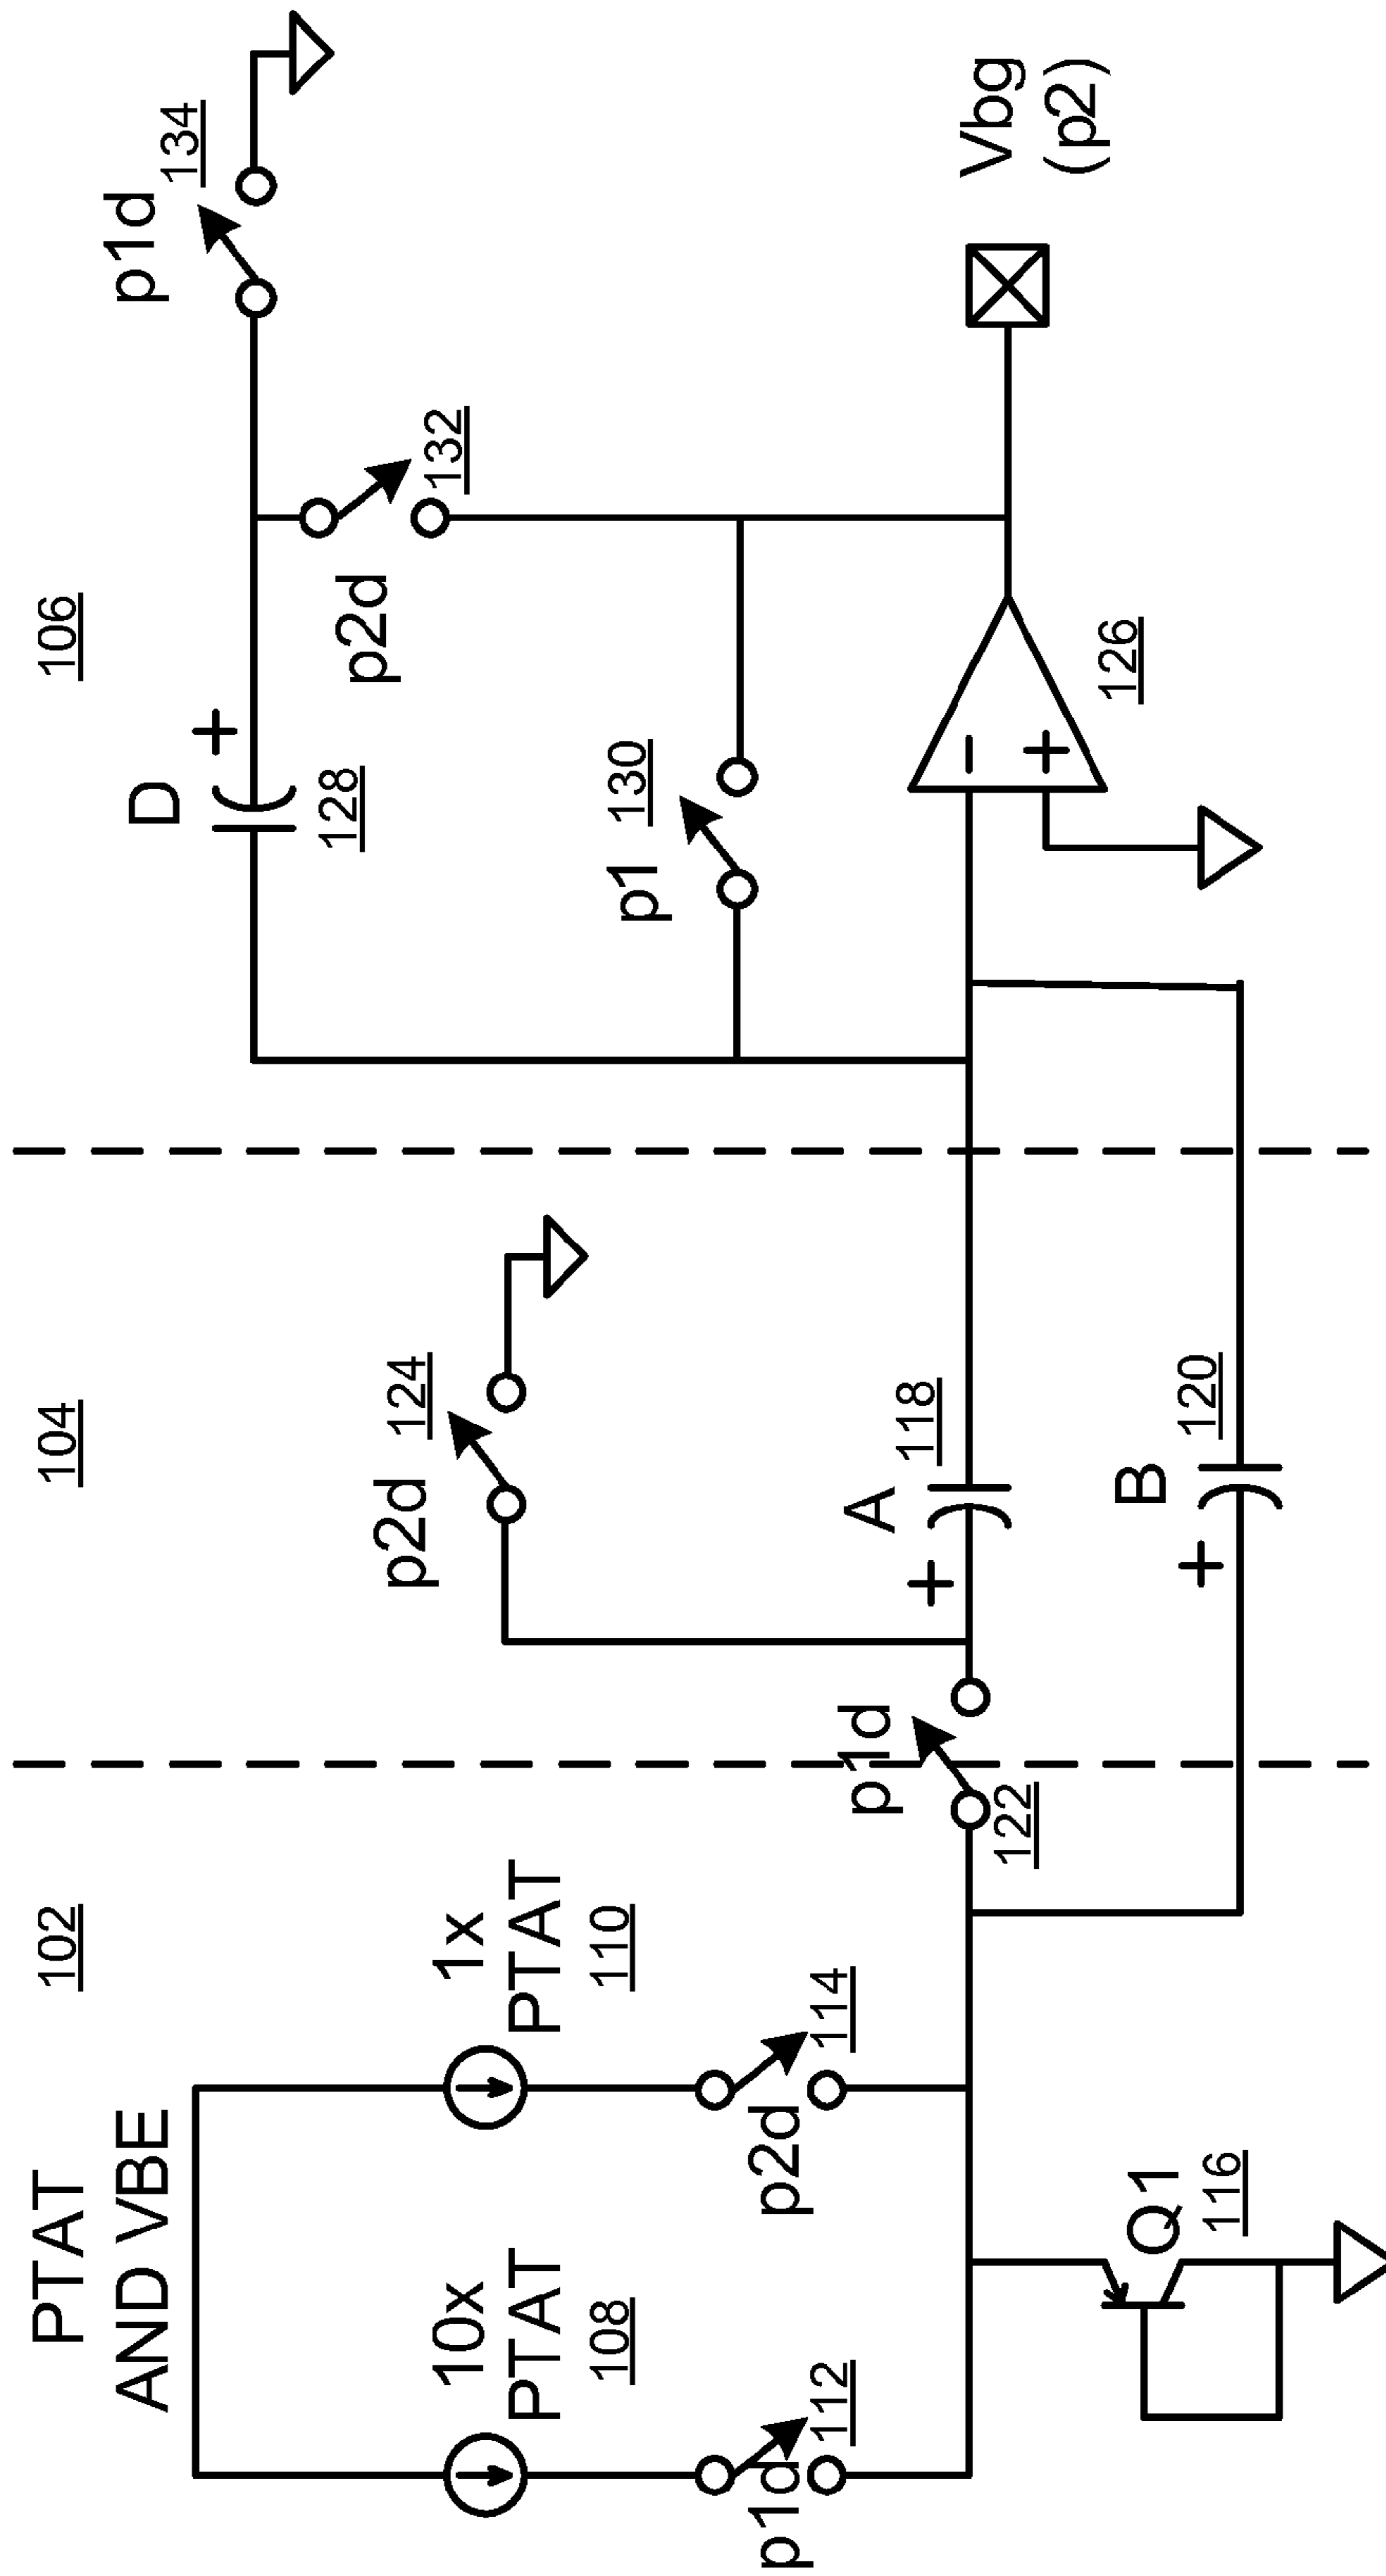 PTAT
AND VBE
102
104
106
10x
PTAT
108
1x
PTAT
110
p1d
112
p2d
114
Q1
116
p1d
122
p2d
124
A
+
118
B
+
120
D
+
128
p1
130
p2d
132
p1d
134
−
+
126
Vbg
(p2)